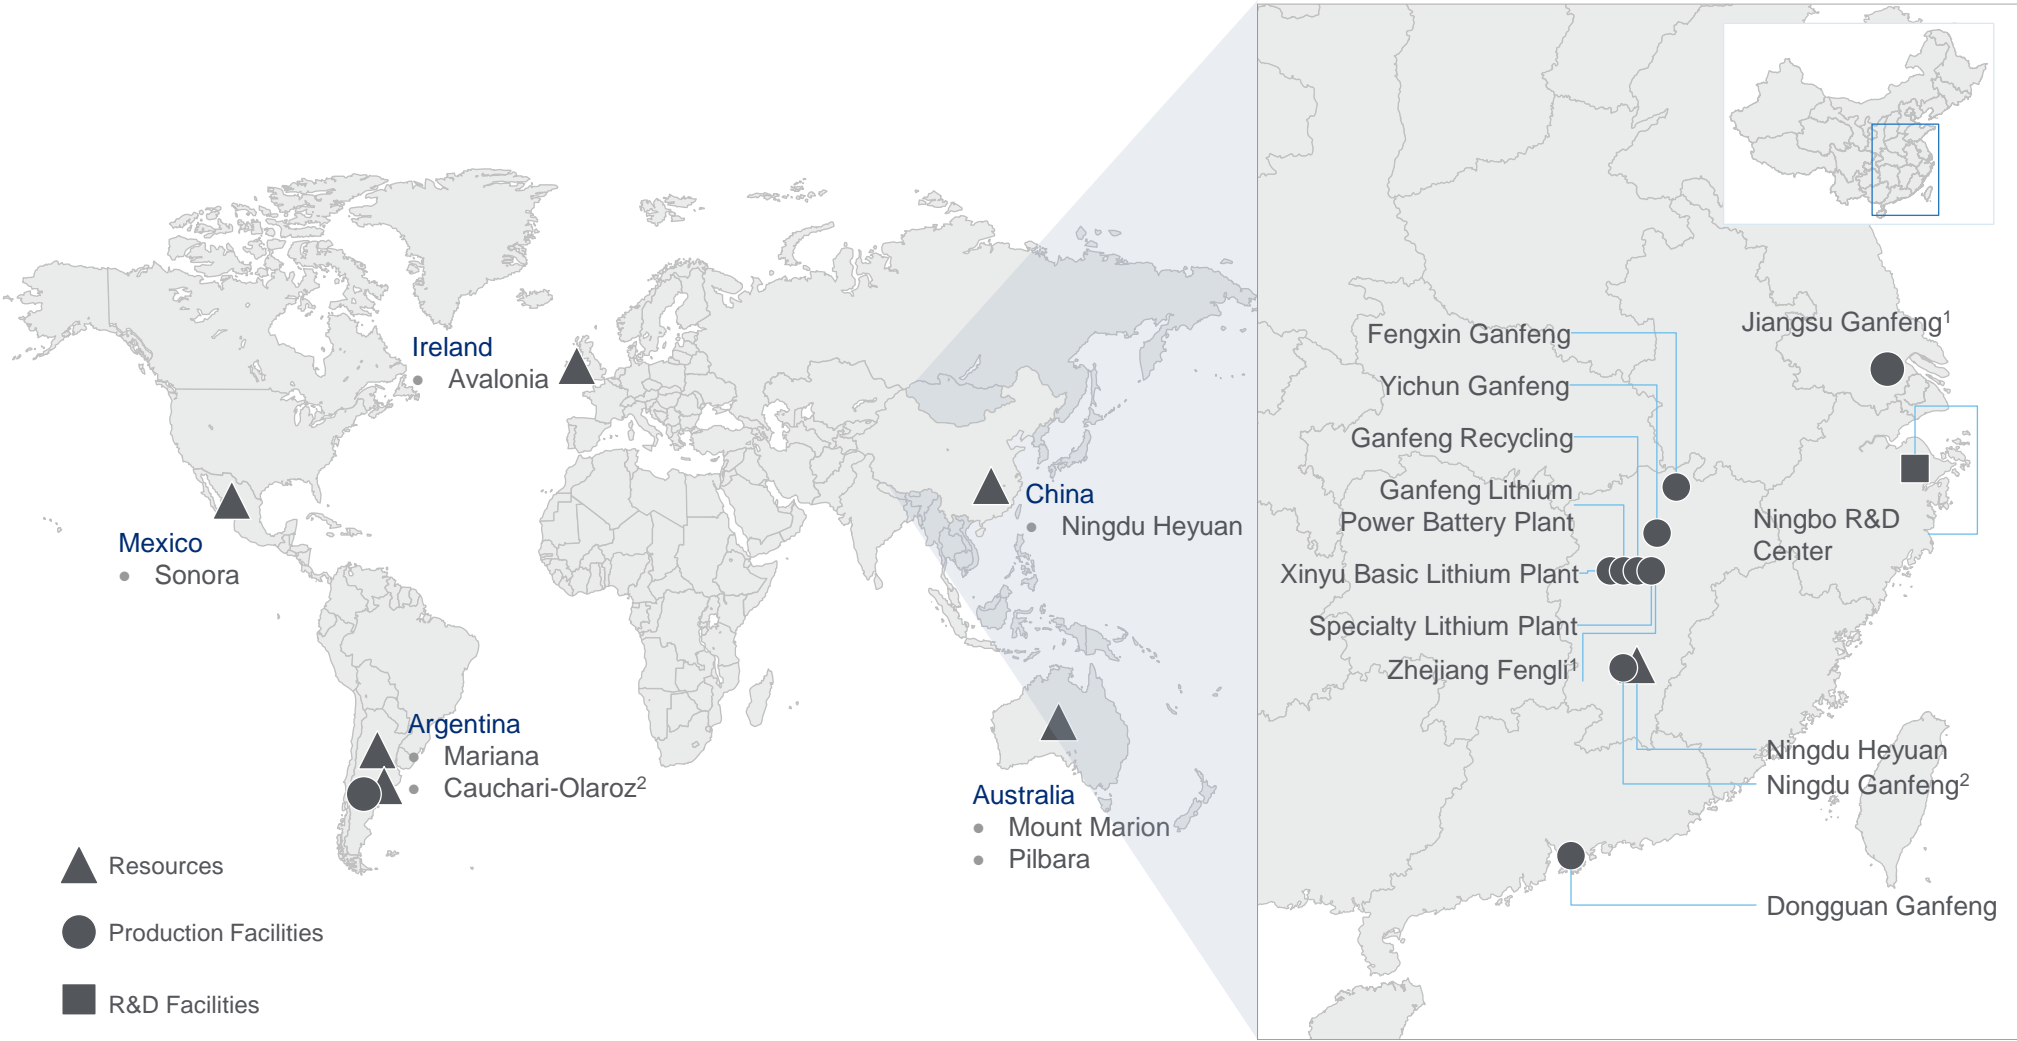 Ireland
• Avalonia
Mexico
• Sonora
Argentina
• Mariana
• Cauchari-Olaroz²
China
• Ningdu Heyuan
Australia
• Mount Marion
• Pilbara
Resources
Production Facilities
R&D Facilities
Fengxin Ganfeng
Yichun Ganfeng
Ganfeng Recycling
Ganfeng Lithium
Power Battery Plant
Xinyu Basic Lithium Plant
Specialty Lithium Plant
Zhejiang Fengli¹
Jiangsu Ganfeng¹
Ningbo R&D
Center
Ningdu Heyuan
Ningdu Ganfeng²
Dongguan Ganfeng